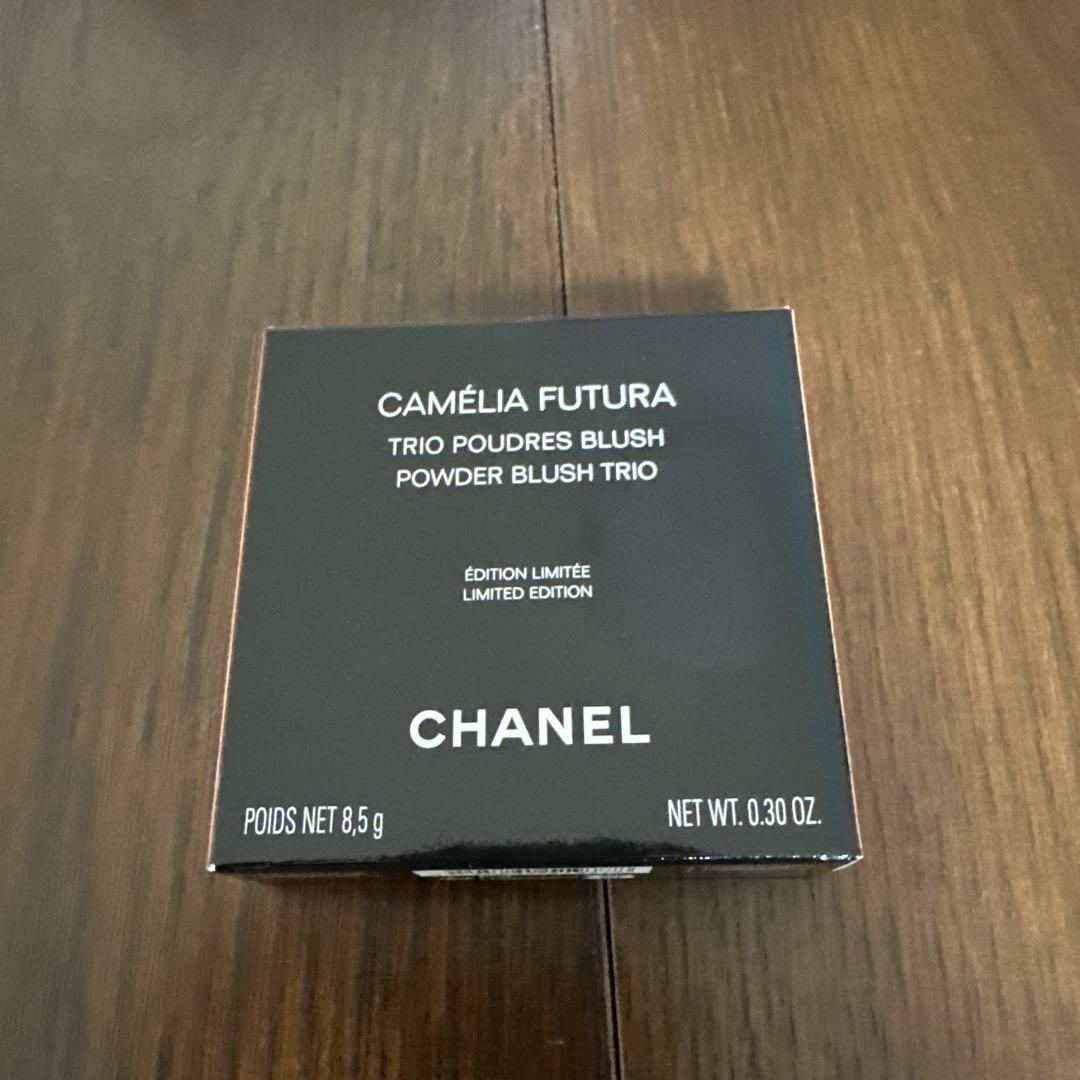 CAMÉLIA FUTURA
TRIO POUDRES BLUSH
POWDER BLUSH TRIO
ÉDITION LIMITÉE
LIMITED EDITION
CHANEL
POIDS NET 8,5 g
NET WT. 0.30 OZ.